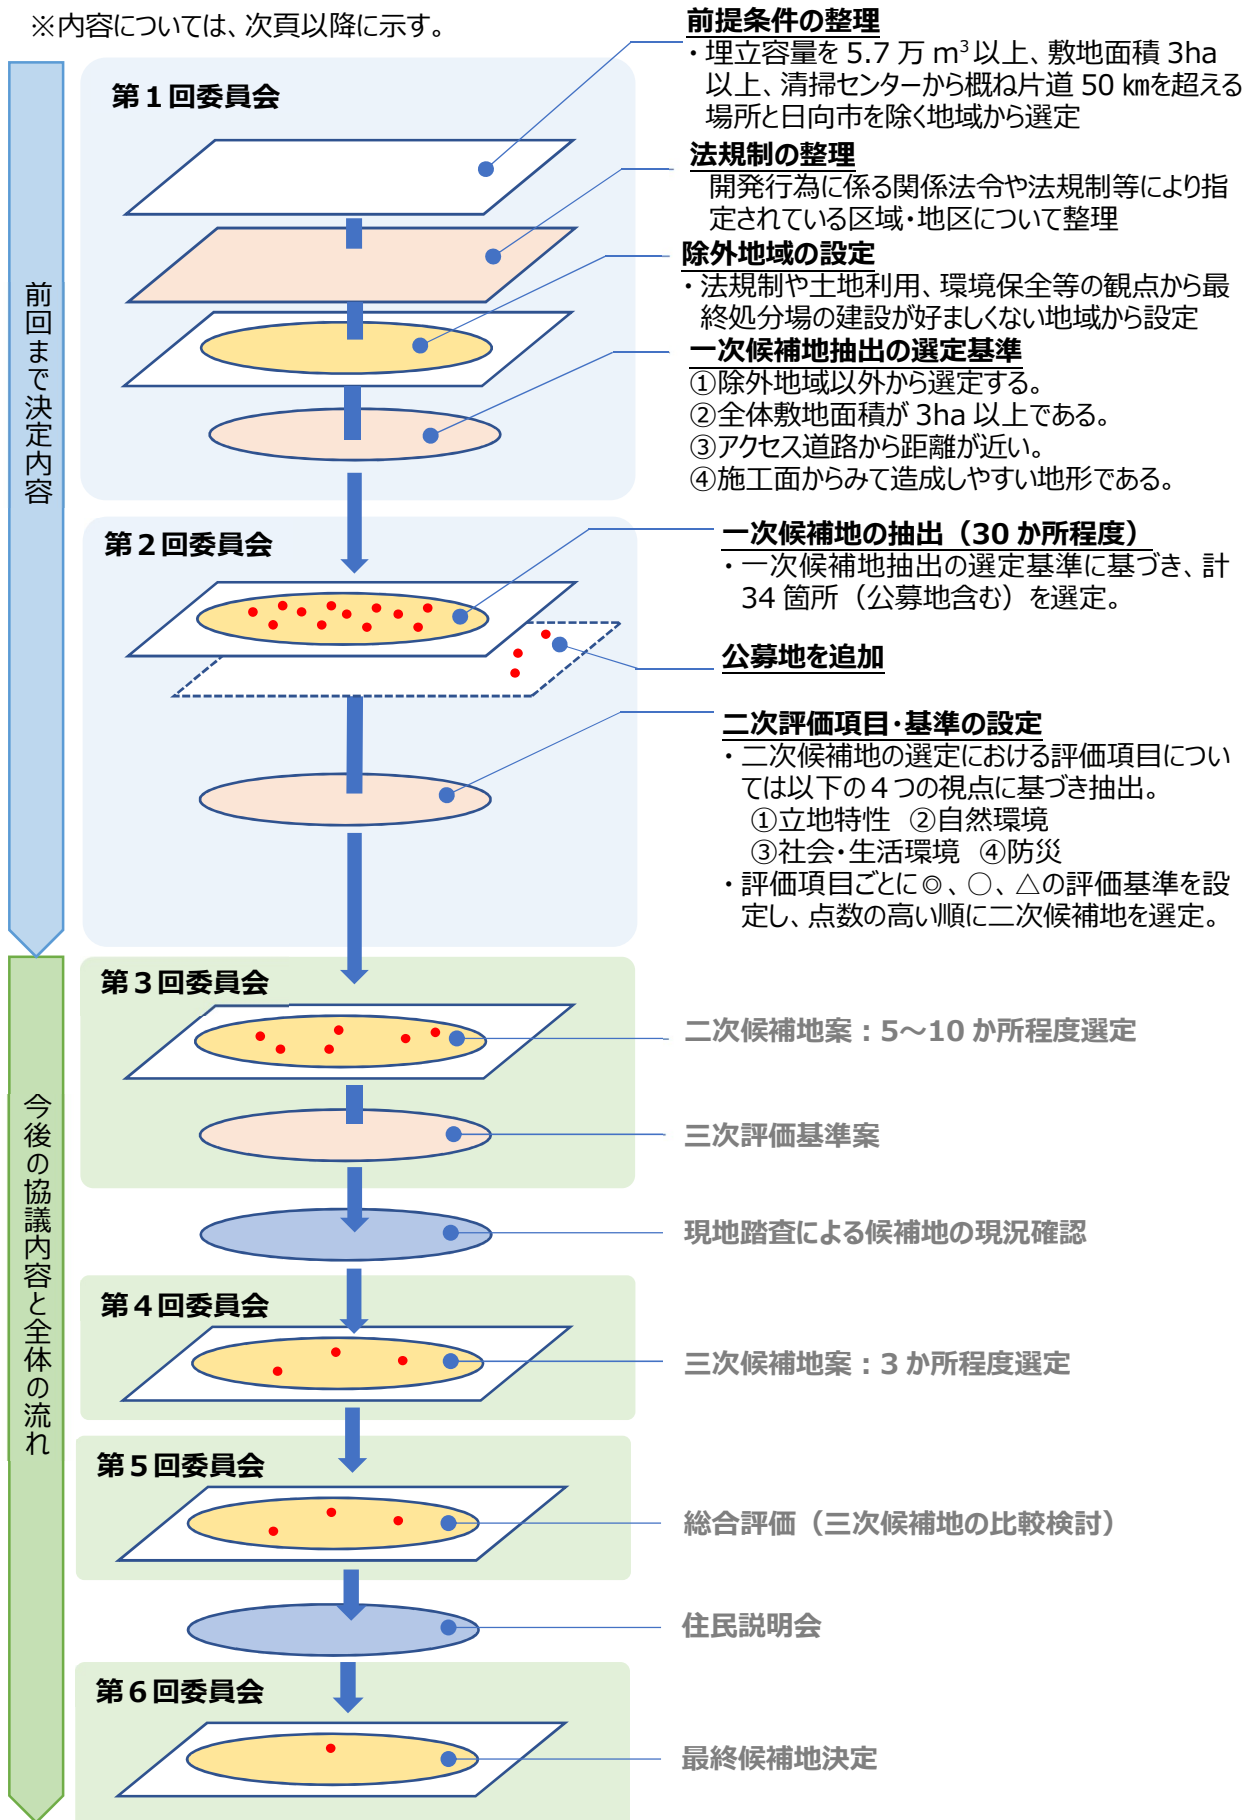 ※内容については、次頁以降に示す。
前回まで決定内容
第１回委員会
前提条件の整理
・埋立容量を 5.7 万 m³以上、敷地面積 3ha
以上、清掃センターから概ね片道 50 ㎞を超える
場所と日向市を除く地域から選定
法規制の整理
開発行為に係る関係法令や法規制等により指
定されている区域・地区について整理
除外地域の設定
・法規制や土地利用、環境保全等の観点から最
終処分場の建設が好ましくない地域から設定
一次候補地抽出の選定基準
①除外地域以外から選定する。
②全体敷地面積が 3ha 以上である。
③アクセス道路から距離が近い。
④施工面からみて造成しやすい地形である。
第２回委員会
一次候補地の抽出（30 か所程度）
・一次候補地抽出の選定基準に基づき、計
34 箇所（公募地含む）を選定。
公募地を追加
二次評価項目・基準の設定
・二次候補地の選定における評価項目につい
ては以下の４つの視点に基づき抽出。
①立地特性　②自然環境
③社会・生活環境　④防災
・評価項目ごとに◎、○、△の評価基準を設
定し、点数の高い順に二次候補地を選定。
今後の協議内容と全体の流れ
第３回委員会
二次候補地案：5～10 か所程度選定
三次評価基準案
現地踏査による候補地の現況確認
第４回委員会
三次候補地案：3 か所程度選定
第５回委員会
総合評価（三次候補地の比較検討）
住民説明会
第６回委員会
最終候補地決定